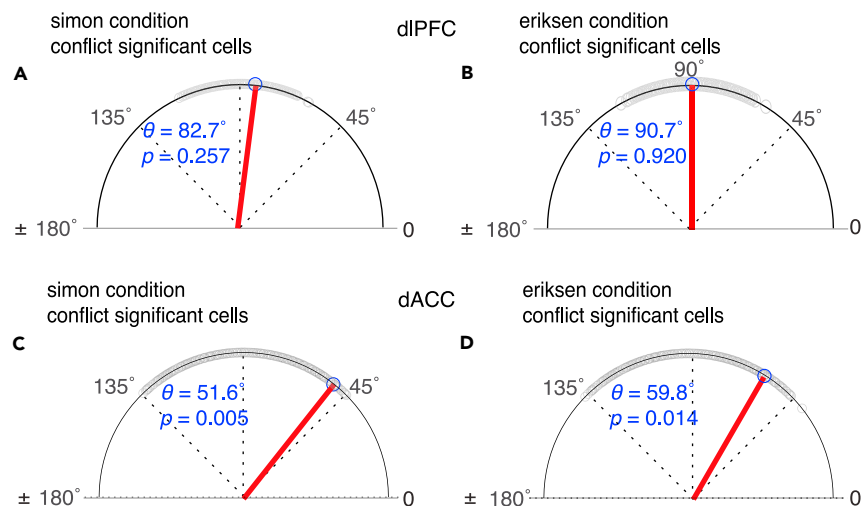 simon condition
conflict significant cells
dlPFC
eriksen condition
conflict significant cells
A
135°
45°
θ = 82.7°
p = 0.257
± 180°
0
B
90°
135°
45°
θ = 90.7°
p = 0.920
± 180°
0
simon condition
conflict significant cells
dACC
eriksen condition
conflict significant cells
C
135°
45°
θ = 51.6°
p = 0.005
± 180°
0
D
135°
45°
θ = 59.8°
p = 0.014
± 180°
0